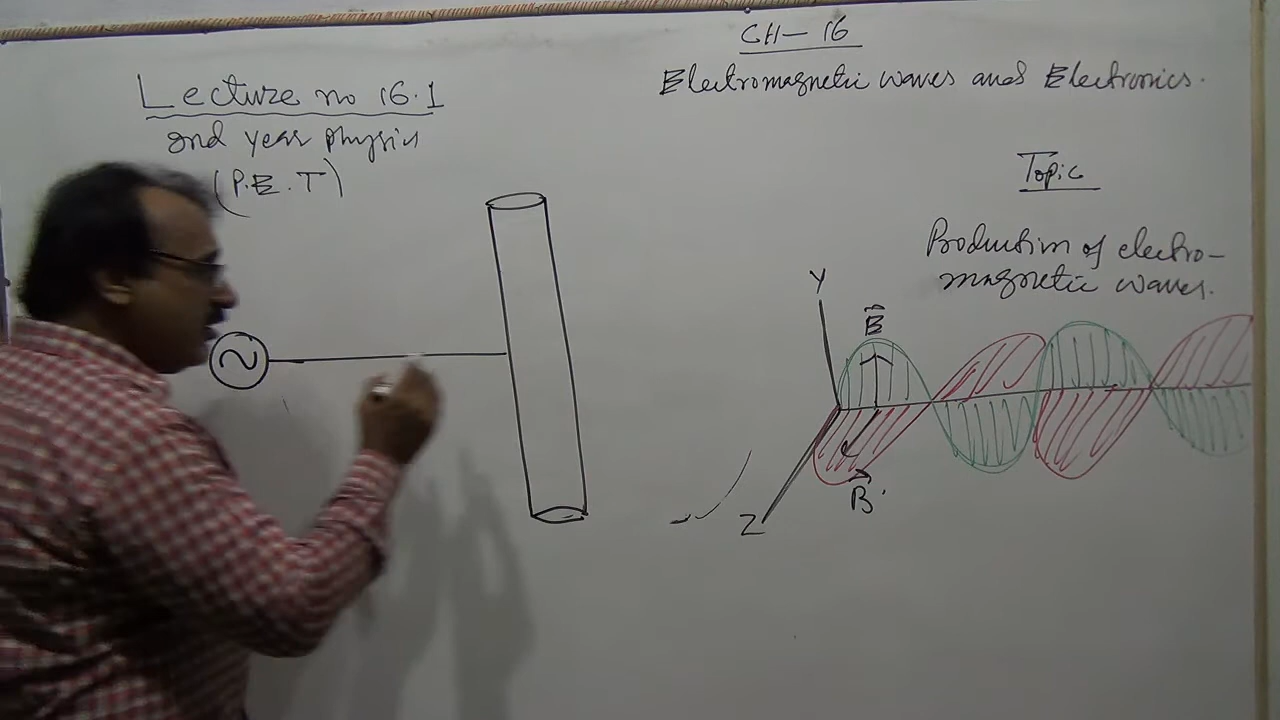 Lecture no 16.1
2nd year physics
(P.E.T)
CH-16
Electromagnetic waves and Electronics.
Topic
Production of electro-
magnetic waves.
Y
E
B
Z